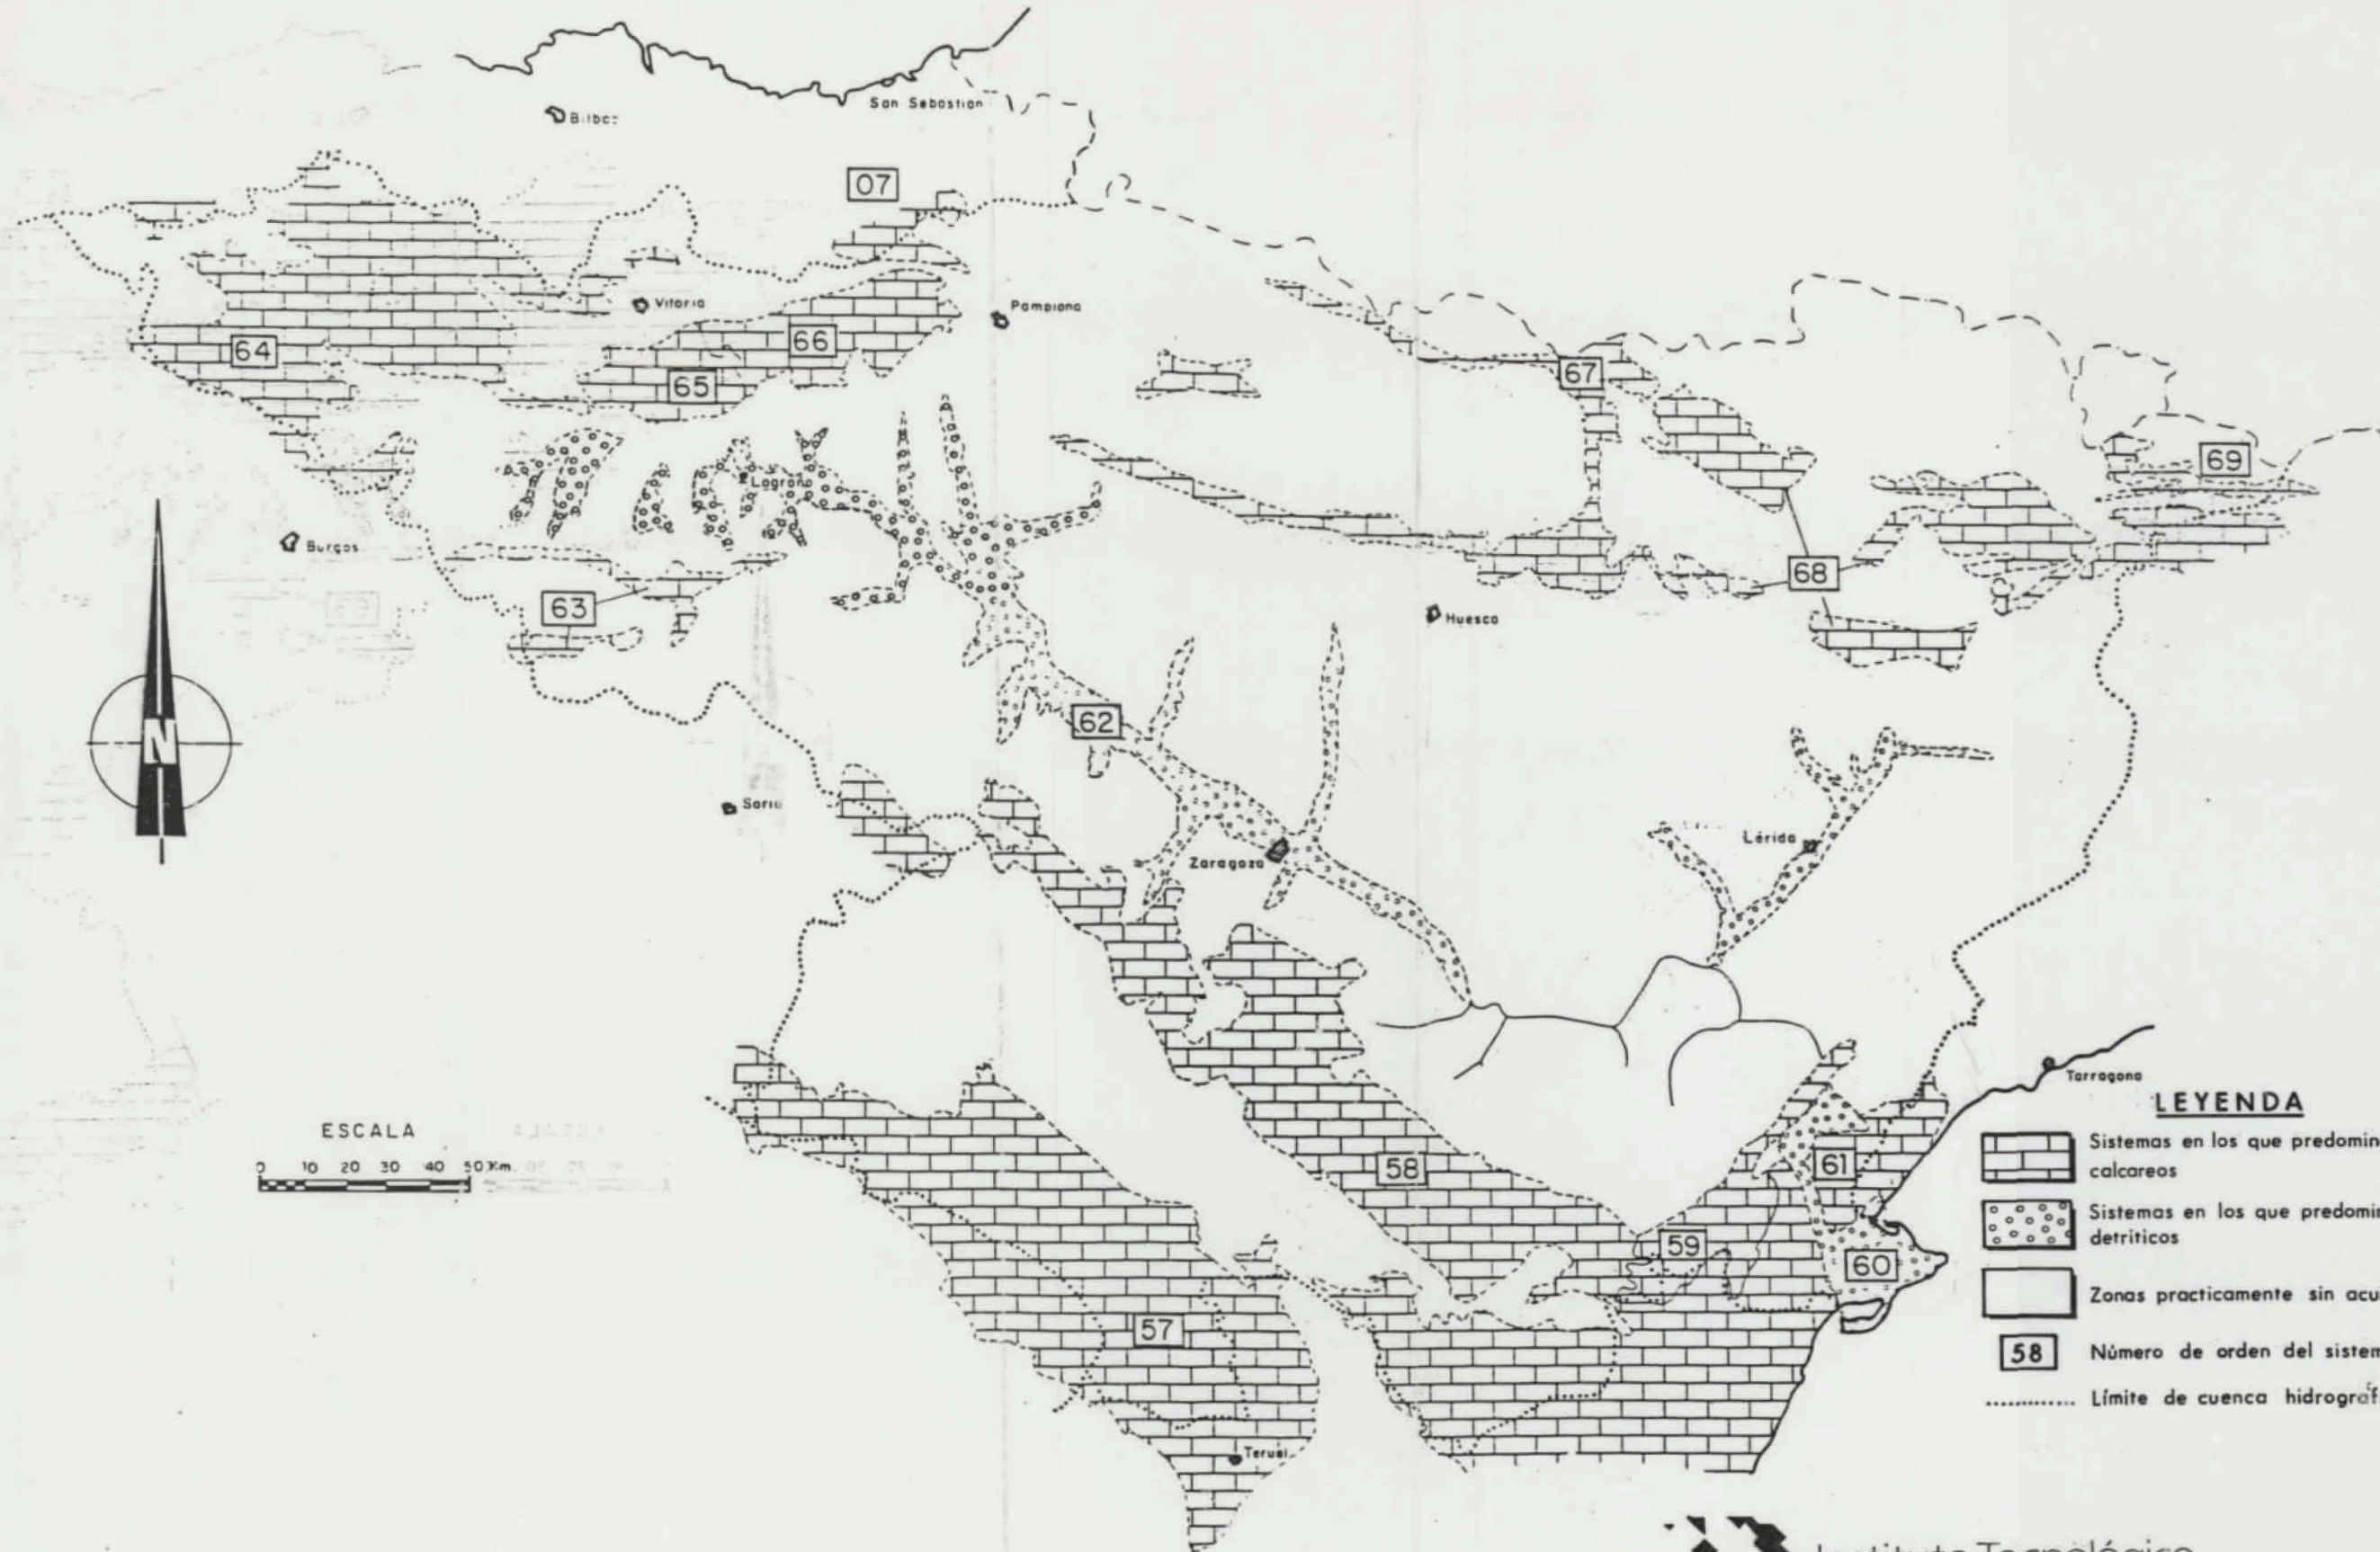 San Sebastian
07
Vitoria
Pamplona
64
66
65
67
69
Burgos
63
68
Huesca
62
N
Soria
Lérida
Zaragoza
Tarragona
LEYENDA
ESCALA
0 10 20 30 40 50 Km.
Sistemas en los que predomin
calcareos
58
61
Sistemas en los que predomin
detriticos
59
60
Zonas practicamente sin acu
57
58 Número de orden del sistem
Límite de cuenca hidrográf
Teruel
Instituto Tecnológico